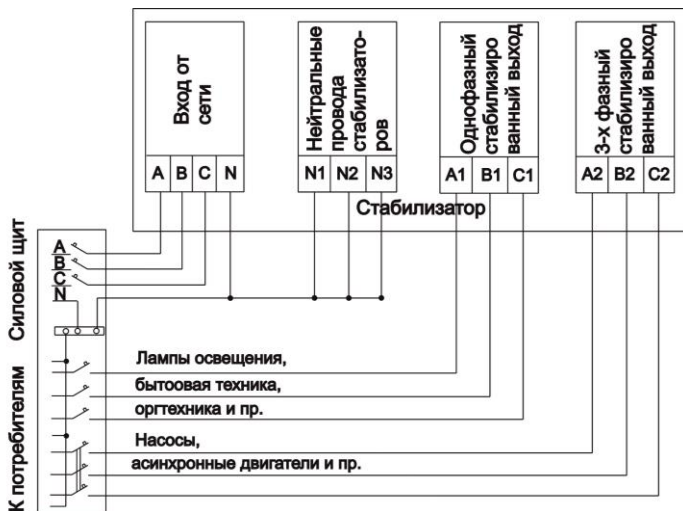 Вход от
сети
A B C N
Нейтральные
провода
стабилизато-
ров
N1 N2 N3
Однофазный
стабилизиро
ванный выход
A1 B1 C1
3-х фазный
стабилизиро
ванный выход
A2 B2 C2
Стабилизатор
Силовой щит
A
B
C
N
К потребителям
Лампы освещения,
бытоовая техника,
оргтехника и пр.
Насосы,
асинхронные двигатели и пр.